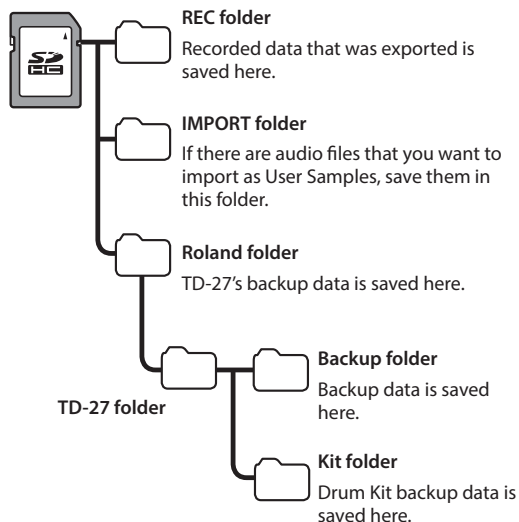 REC folder
Recorded data that was exported is
saved here.
IMPORT folder
If there are audio files that you want to
import as User Samples, save them in
this folder.
Roland folder
TD-27’s backup data is saved here.
TD-27 folder
Backup folder
Backup data is saved
here.
Kit folder
Drum Kit backup data is
saved here.
SD
HC